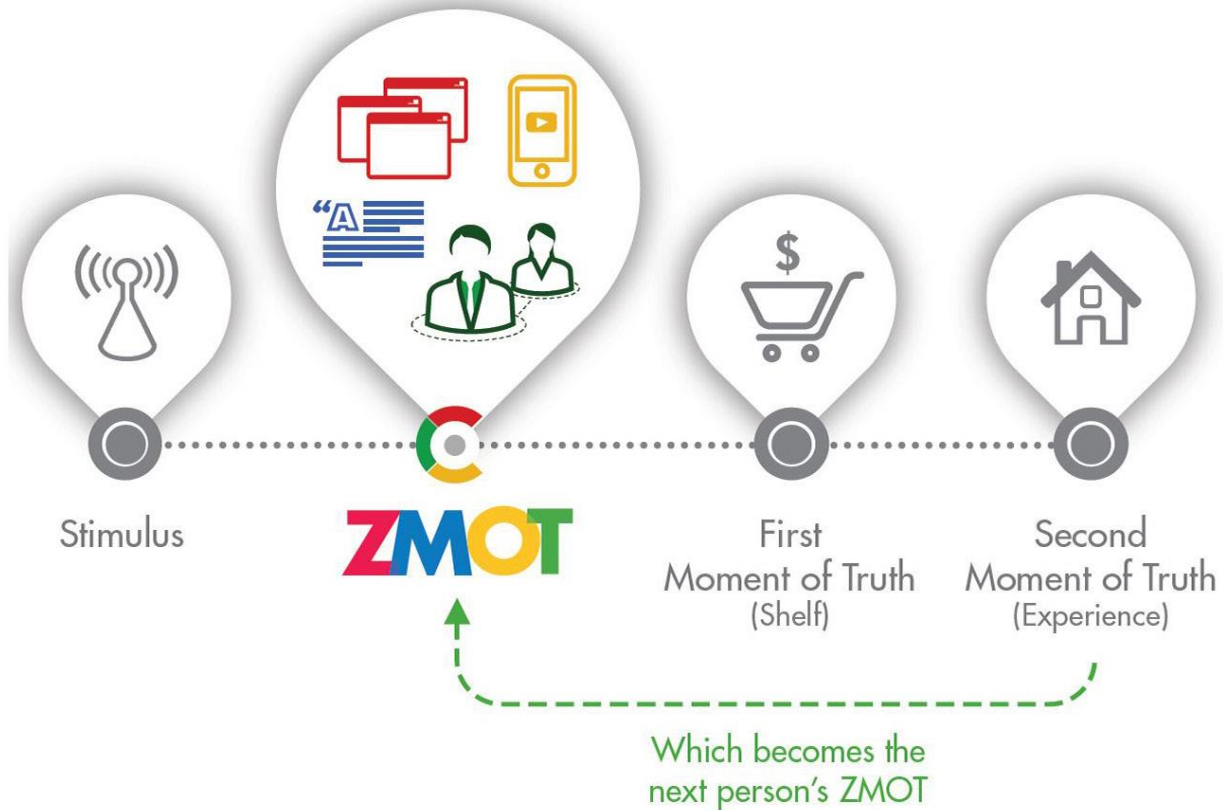 “A
$
Stimulus
ZMOT
First
Moment of Truth
(Shelf)
Second
Moment of Truth
(Experience)
Which becomes the
next person's ZMOT